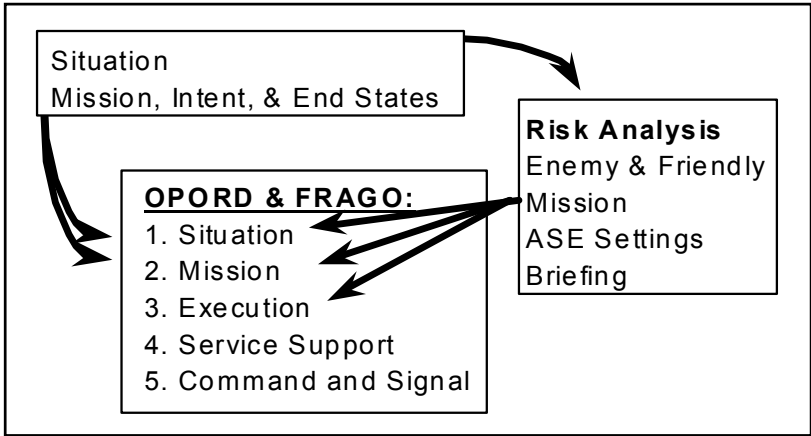 Situation
Mission, Intent, & End States
Risk Analysis
Enemy & Friendly
Mission
ASE Settings
Briefing
OPORD & FRAGO:
1. Situation
2. Mission
3. Execution
4. Service Support
5. Command and Signal